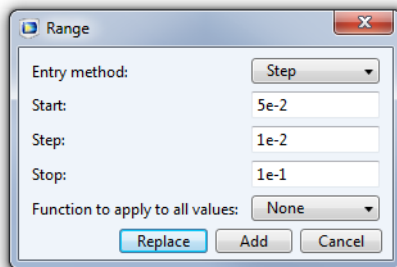 Range
Entry method: Step
Start: 5e-2
Step: 1e-2
Stop: 1e-1
Function to apply to all values: None
Replace Add Cancel